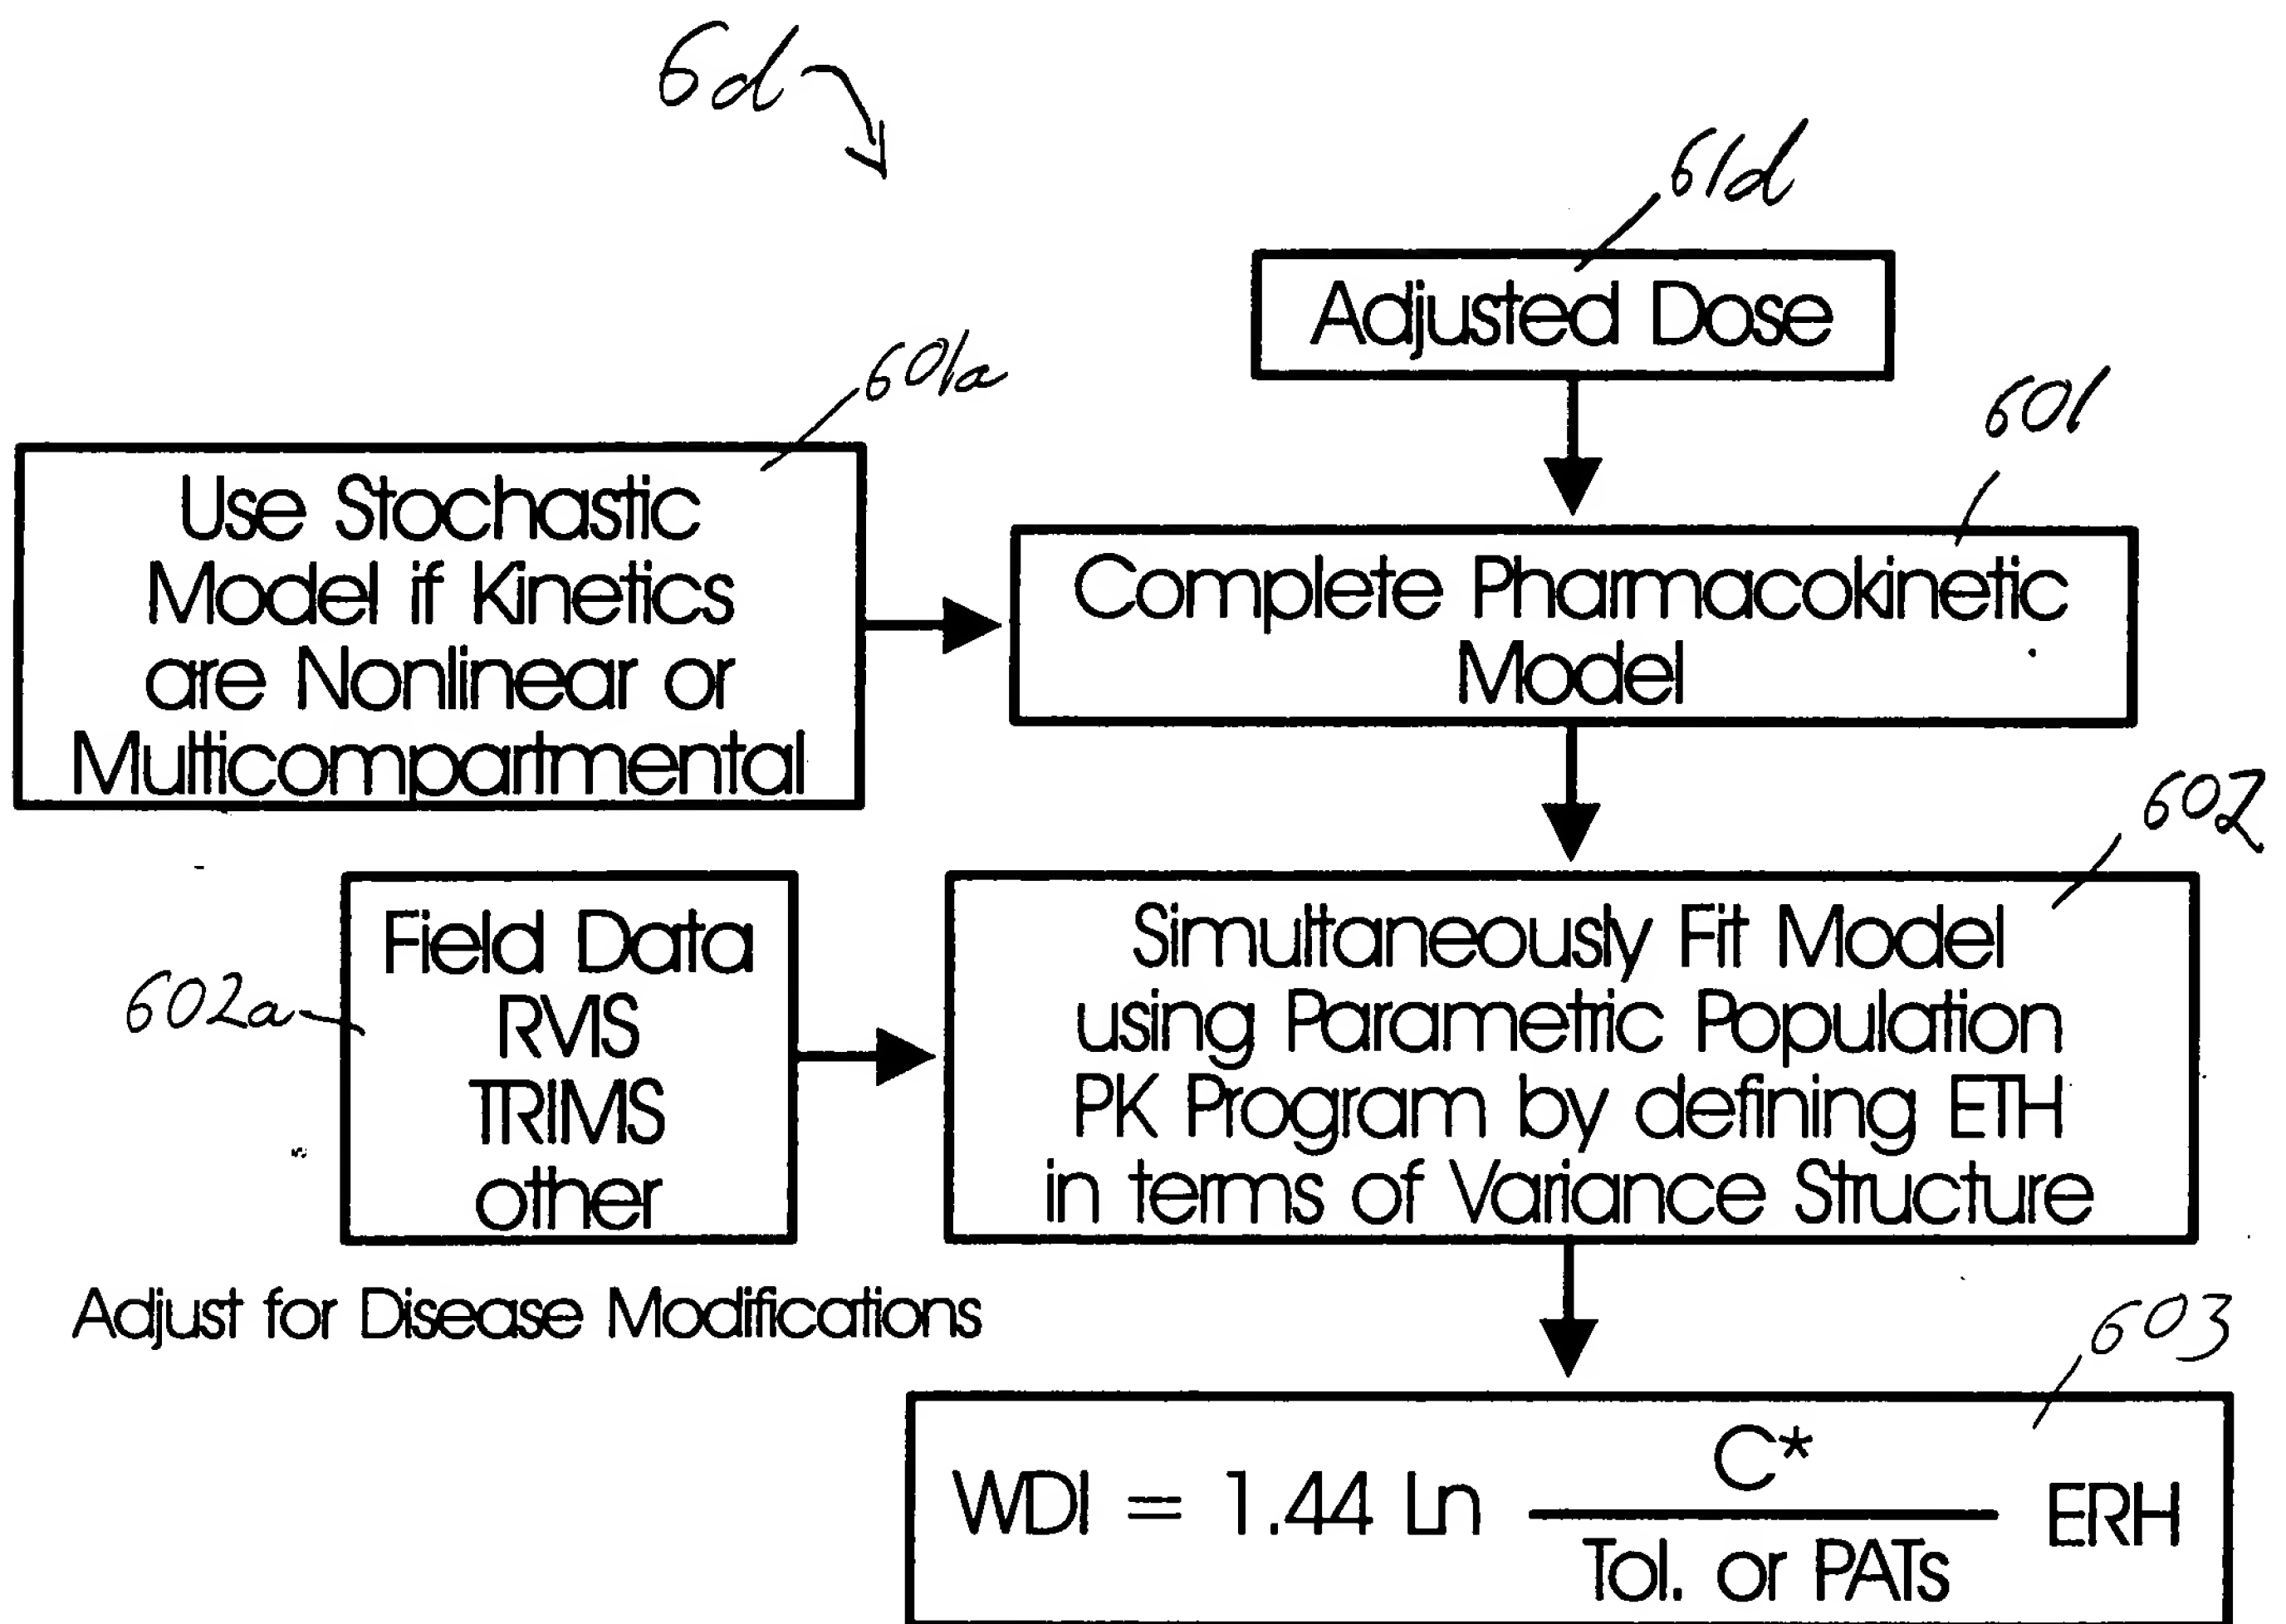 6d
61d
Adjusted Dose
601a
601
Use Stochastic
Model if Kinetics
are Nonlinear or
Multicompartmental
Complete Pharmacokinetic
Model
602
602a
Field Data
RVIS
TRIMS
other
Simultaneously Fit Model
using Parametric Population
PK Program by defining ETH
in terms of Variance Structure
Adjust for Disease Modifications
603
WDI = 1.44 Ln C* / Tol. or PATs ERH